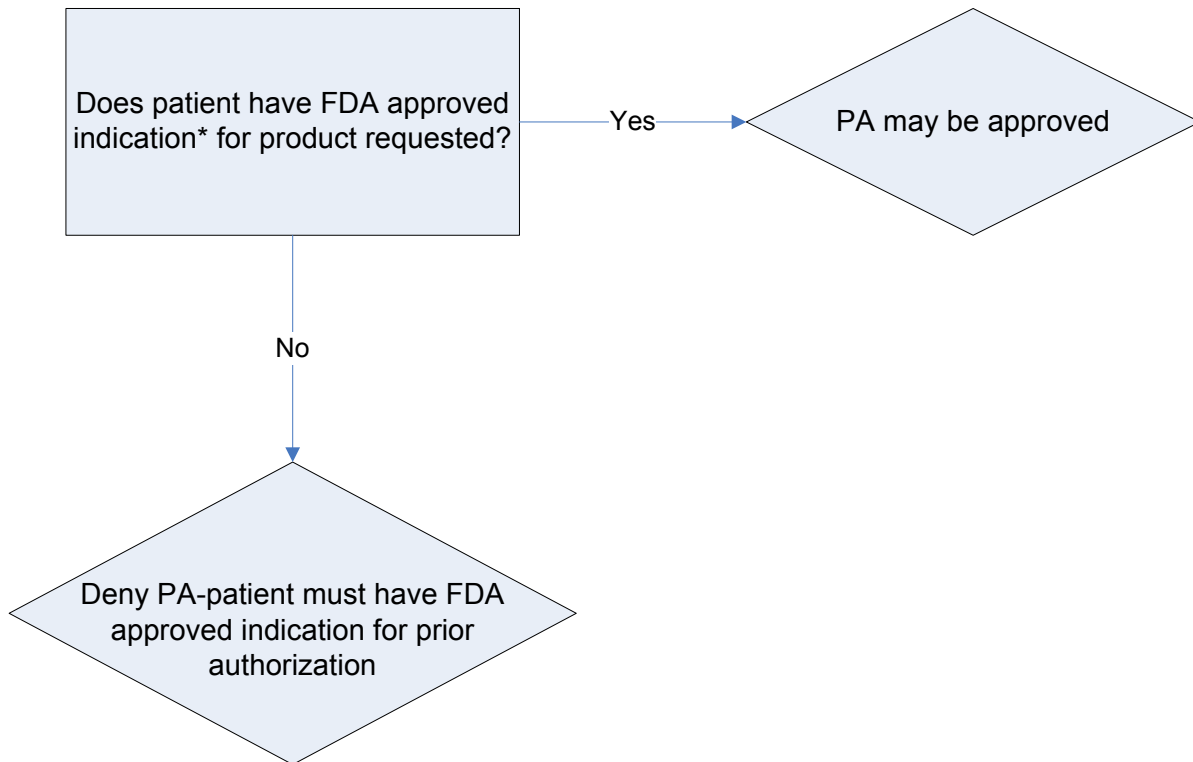 Does patient have FDA approved
indication* for product requested?
Yes
PA may be approved
No
Deny PA-patient must have FDA
approved indication for prior
authorization